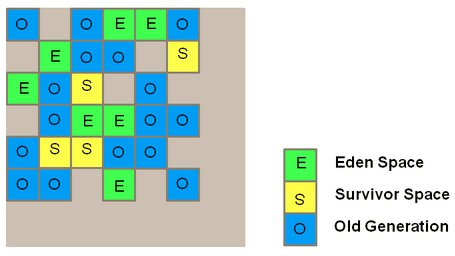 O O E E O
E O O S
E O S O
O E E O O
O S S O O
O O E O
E Eden Space
S Survivor Space
O Old Generation